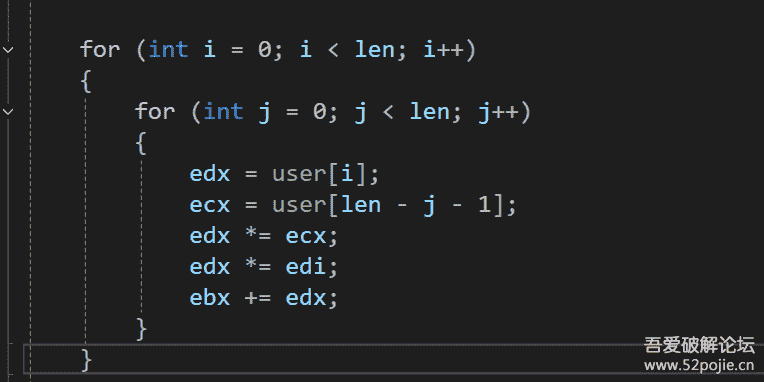 for (int i = 0; i < len; i++)
{
for (int j = 0; j < len; j++)
{
edx = user[i];
ecx = user[len - j - 1];
edx *= ecx;
edx *= edi;
ebx += edx;
}
}
吾爱破解论坛
www.52pojie.cn